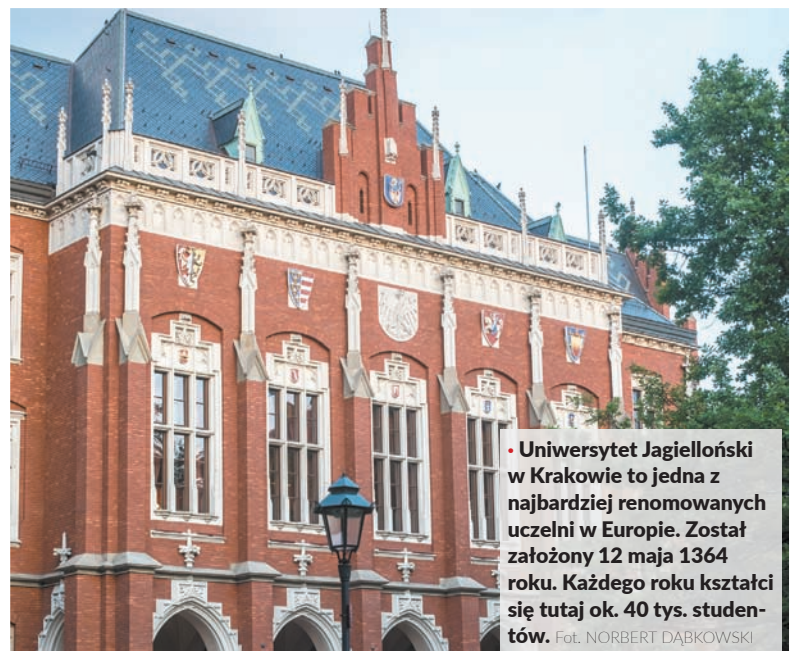 • Uniwersytet Jagielloński
w Krakowie to jedna z
najbardziej renomowanych
uczelni w Europie. Został
założony 12 maja 1364
roku. Każdego roku kształci
się tutaj ok. 40 tys. studen-
tów. Fot. NORBERT DĄBKOWSKI